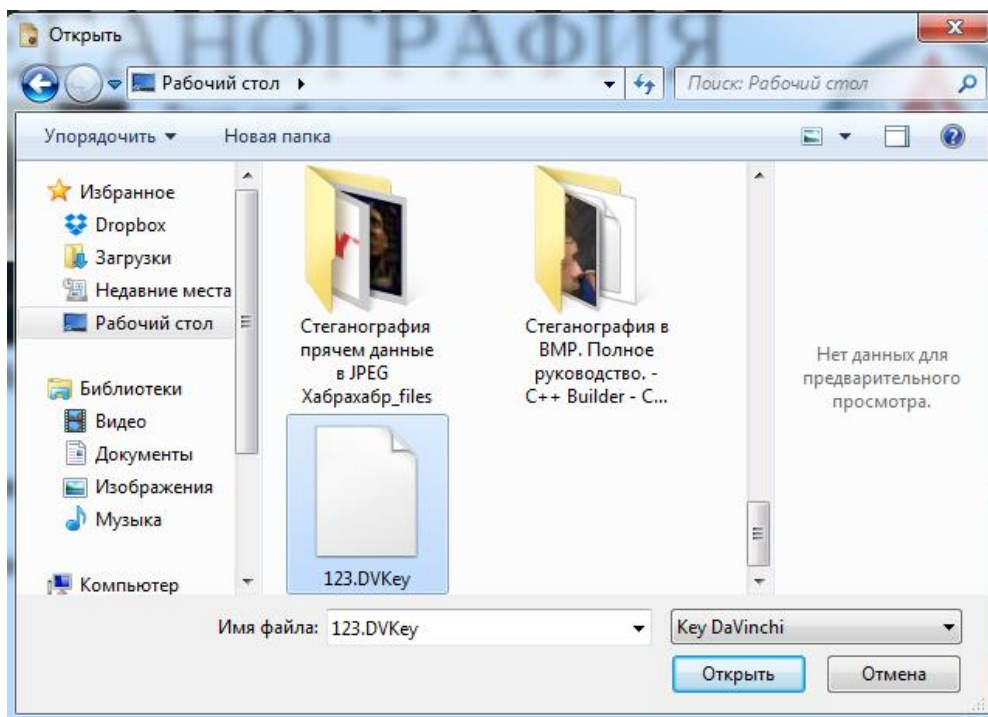 Открыть
ГАНОГРАФИЯ
Рабочий стол
Поиск: Рабочий стол
Упорядочить
Новая папка
Избранное
Dropbox
Загрузки
Недавние места
Рабочий стол
Библиотеки
Видео
Документы
Изображения
Музыка
Компьютер
Стеганография
прячем данные
в JPEG
Хабрахабр_files
Стеганография в
BMP. Полное
руководство. -
C++ Builder - C...
123.DVKey
Нет данных для
предварительного
просмотра.
Имя файла: 123.DVKey
Key DaVinchi
Открыть
Отмена